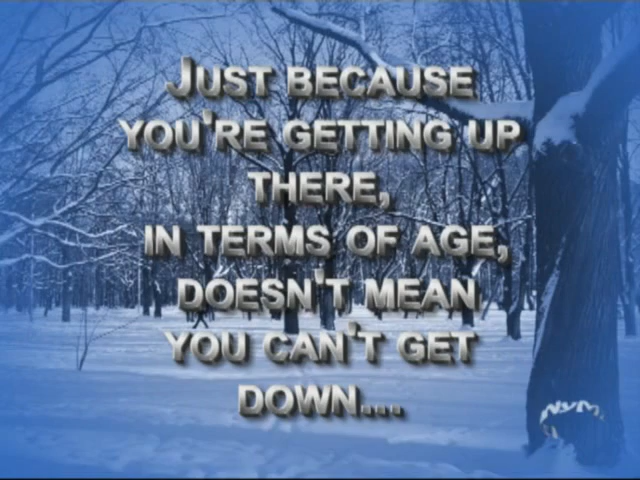 Just because
you're getting up
there,
in terms of age,
doesn't mean
you can't get
down....